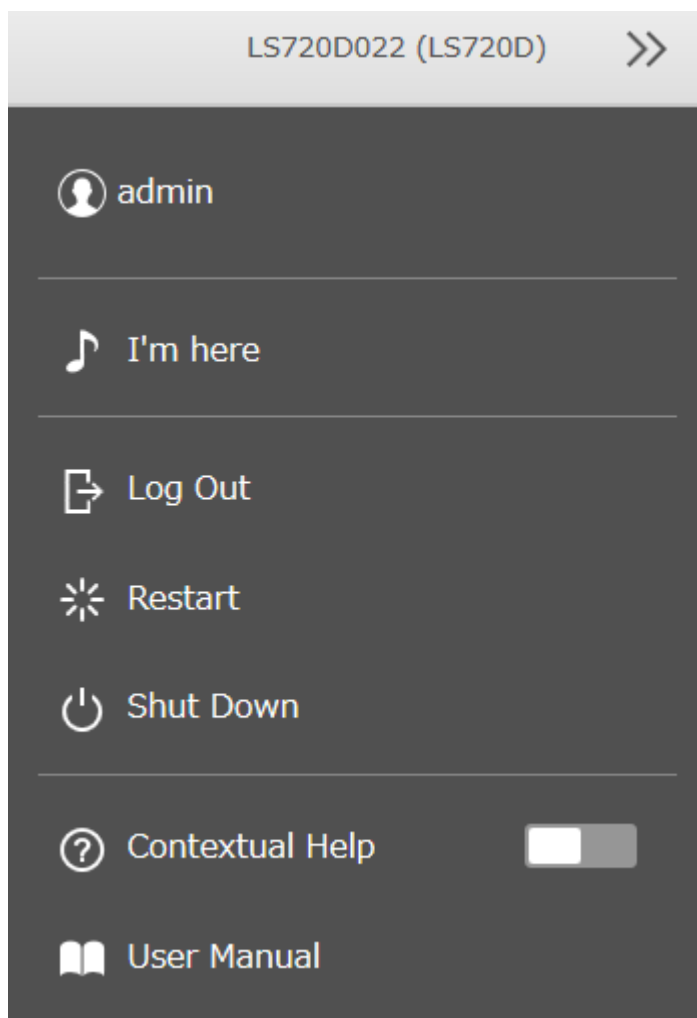 LS720D022 (LS720D)
admin
I'm here
Log Out
Restart
Shut Down
Contextual Help
User Manual